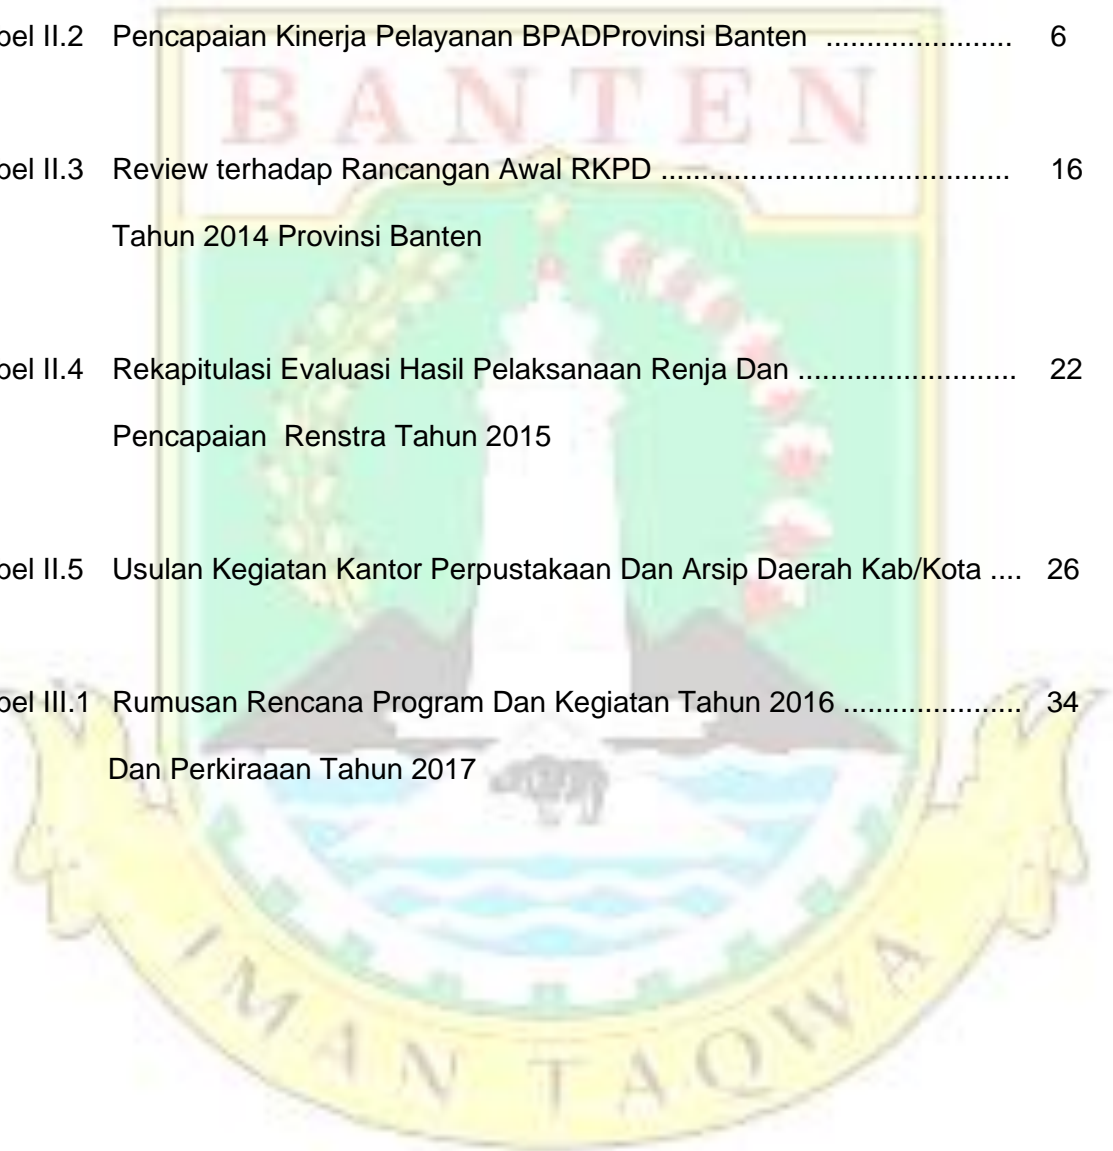 bel II.2 Pencapaian Kinerja Pelayanan BPADProvinsi Banten ....................... 6
BANTEN
bel II.3 Review terhadap Rancangan Awal RKPD .......................................... 16
Tahun 2014 Provinsi Banten
bel II.4 Rekapitulasi Evaluasi Hasil Pelaksanaan Renja Dan ........................... 22
Pencapaian Renstra Tahun 2015
bel II.5 Usulan Kegiatan Kantor Perpustakaan Dan Arsip Daerah Kab/Kota .... 26
bel III.1 Rumusan Rencana Program Dan Kegiatan Tahun 2016 ...................... 34
Dan Perkiraaan Tahun 2017
IMAN TAQWA